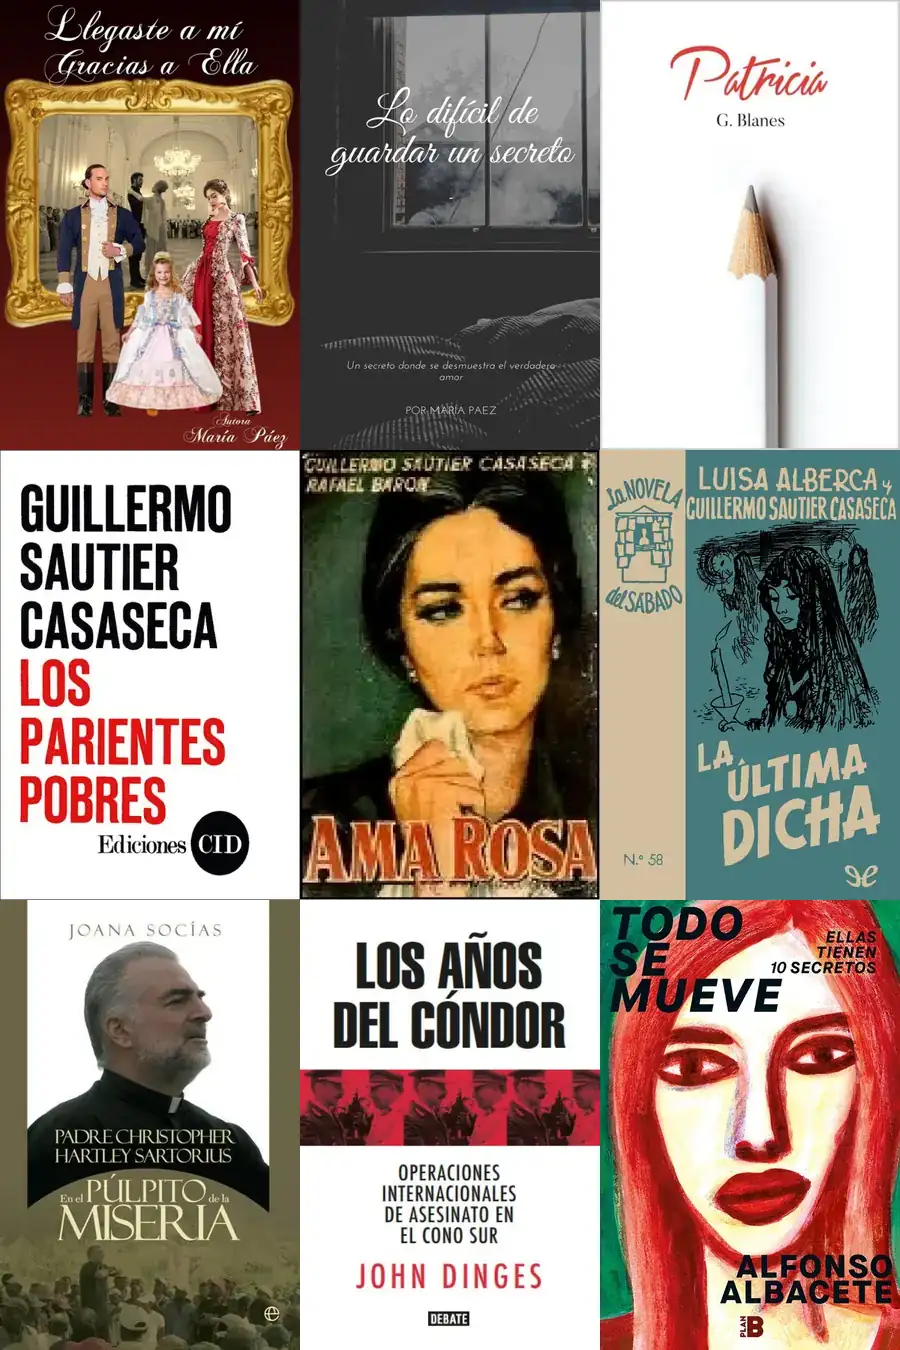 Llegaste a mí
Gracias a Ella
Autora
María Páez
Lo difícil de
guardar un secreto
Un secreto donde se desmuestra el verdadero
amor
POR MARÍA PAEZ
Patricia
G. Blanes
GUILLERMO
SAUTIER
CASASECA
LOS
PARIENTES
POBRES
Ediciones CID
GUILLERMO SAUTIER CASASECA Y
RAFAEL BARON
AMA ROSA
La NOVELA
del SÁBADO
N.º 58
LUISA ALBERCA y
GUILLERMO SAUTIER CASASECA
LA
ÚLTIMA
DICHA
JOANA SOCÍAS
PADRE CHRISTOPHER
HARTLEY SARTORIUS
En el PÚLPITO de la
MISERIA
LOS AÑOS
DEL CÓNDOR
OPERACIONES
INTERNACIONALES
DE ASESINATO EN
EL CONO SUR
JOHN DINGES
DEBATE
TODO
SE
MUEVE
ELLAS
TIENEN
10 SECRETOS
ALFONSO
ALBACETE
PLAN B